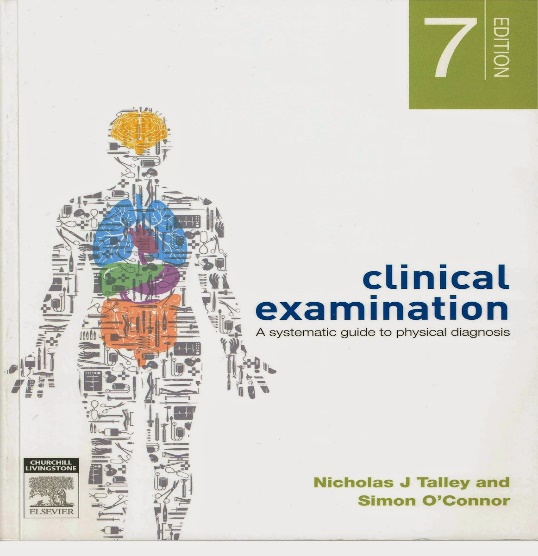 7 EDITION
clinical
examination
A systematic guide to physical diagnosis
Nicholas J Talley and
Simon O'Connor
CHURCHILL
LIVINGSTONE
ELSEVIER